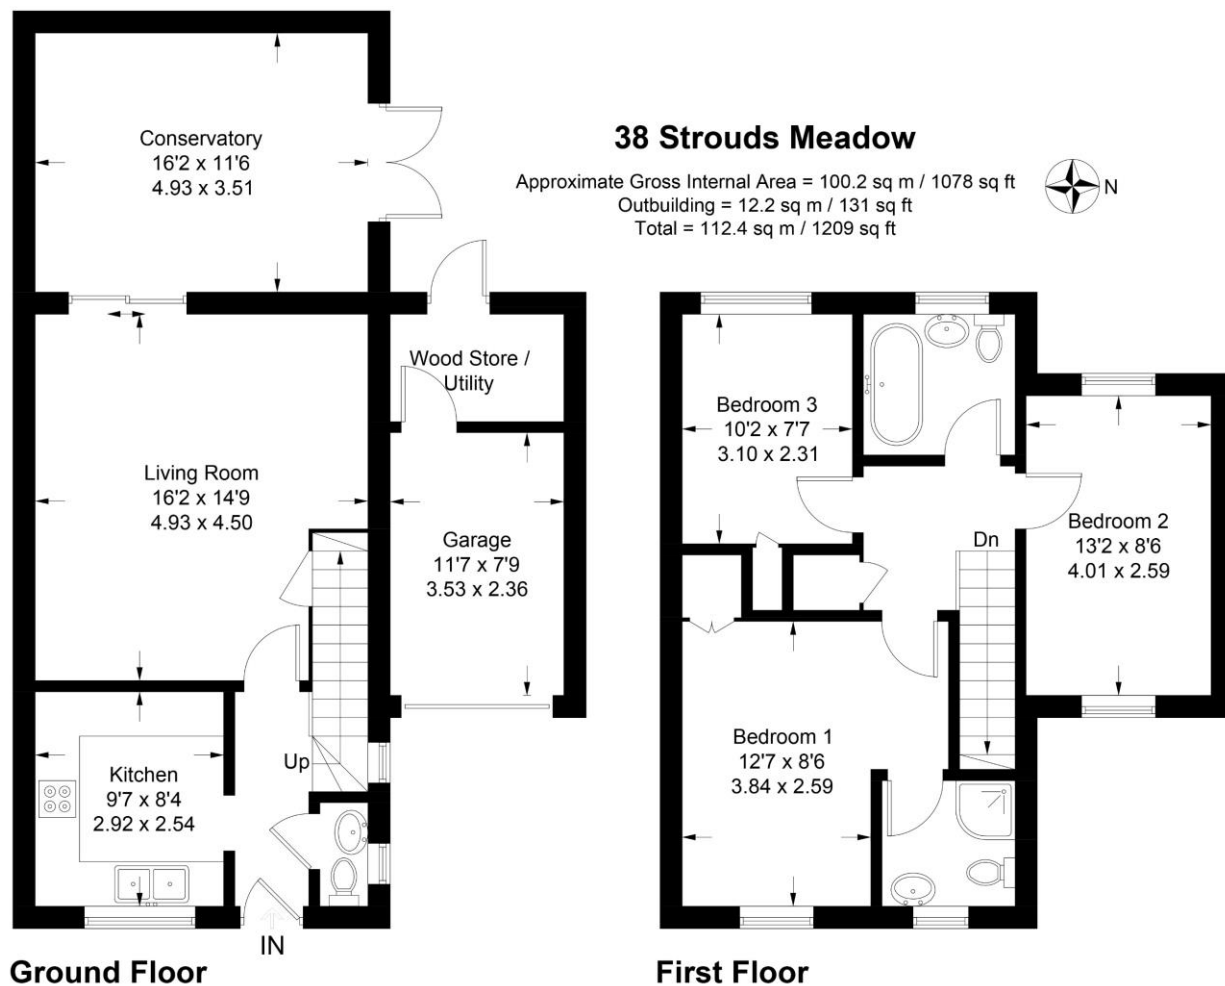 38 Strouds Meadow
Approximate Gross Internal Area = 100.2 sq m / 1078 sq ft
Outbuilding = 12.2 sq m / 131 sq ft
Total = 112.4 sq m / 1209 sq ft
N
Conservatory
16'2 x 11'6
4.93 x 3.51
Wood Store /
Utility
Living Room
16'2 x 14'9
4.93 x 4.50
Garage
11'7 x 7'9
3.53 x 2.36
Kitchen
9'7 x 8'4
2.92 x 2.54
Up
IN
Ground Floor
Bedroom 3
10'2 x 7'7
3.10 x 2.31
Bedroom 2
13'2 x 8'6
4.01 x 2.59
Dn
Bedroom 1
12'7 x 8'6
3.84 x 2.59
First Floor